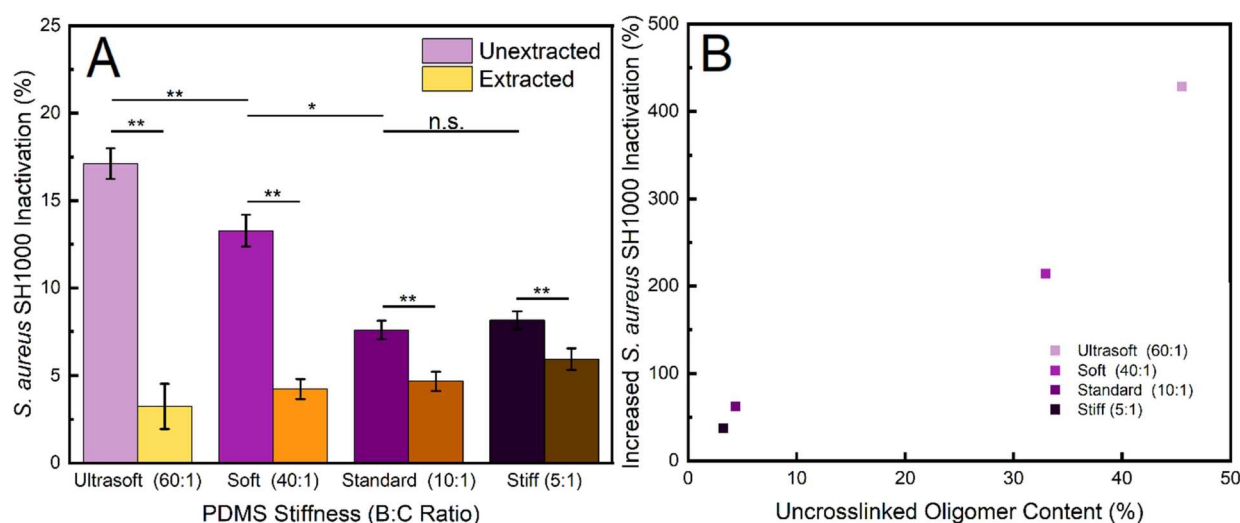 A
Unextracted
Extracted
**
*
n.s.
**
**
**
**
25
20
15
10
5
0
S. aureus SH1000 Inactivation (%)
Ultrasoft (60:1)
Soft (40:1)
Standard (10:1)
Stiff (5:1)
PDMS Stiffness (B:C Ratio)
B
500
400
300
200
100
0
Increased S. aureus SH1000 Inactivation (%)
Ultrasoft (60:1)
Soft (40:1)
Standard (10:1)
Stiff (5:1)
0
10
20
30
40
50
Uncrosslinked Oligomer Content (%)